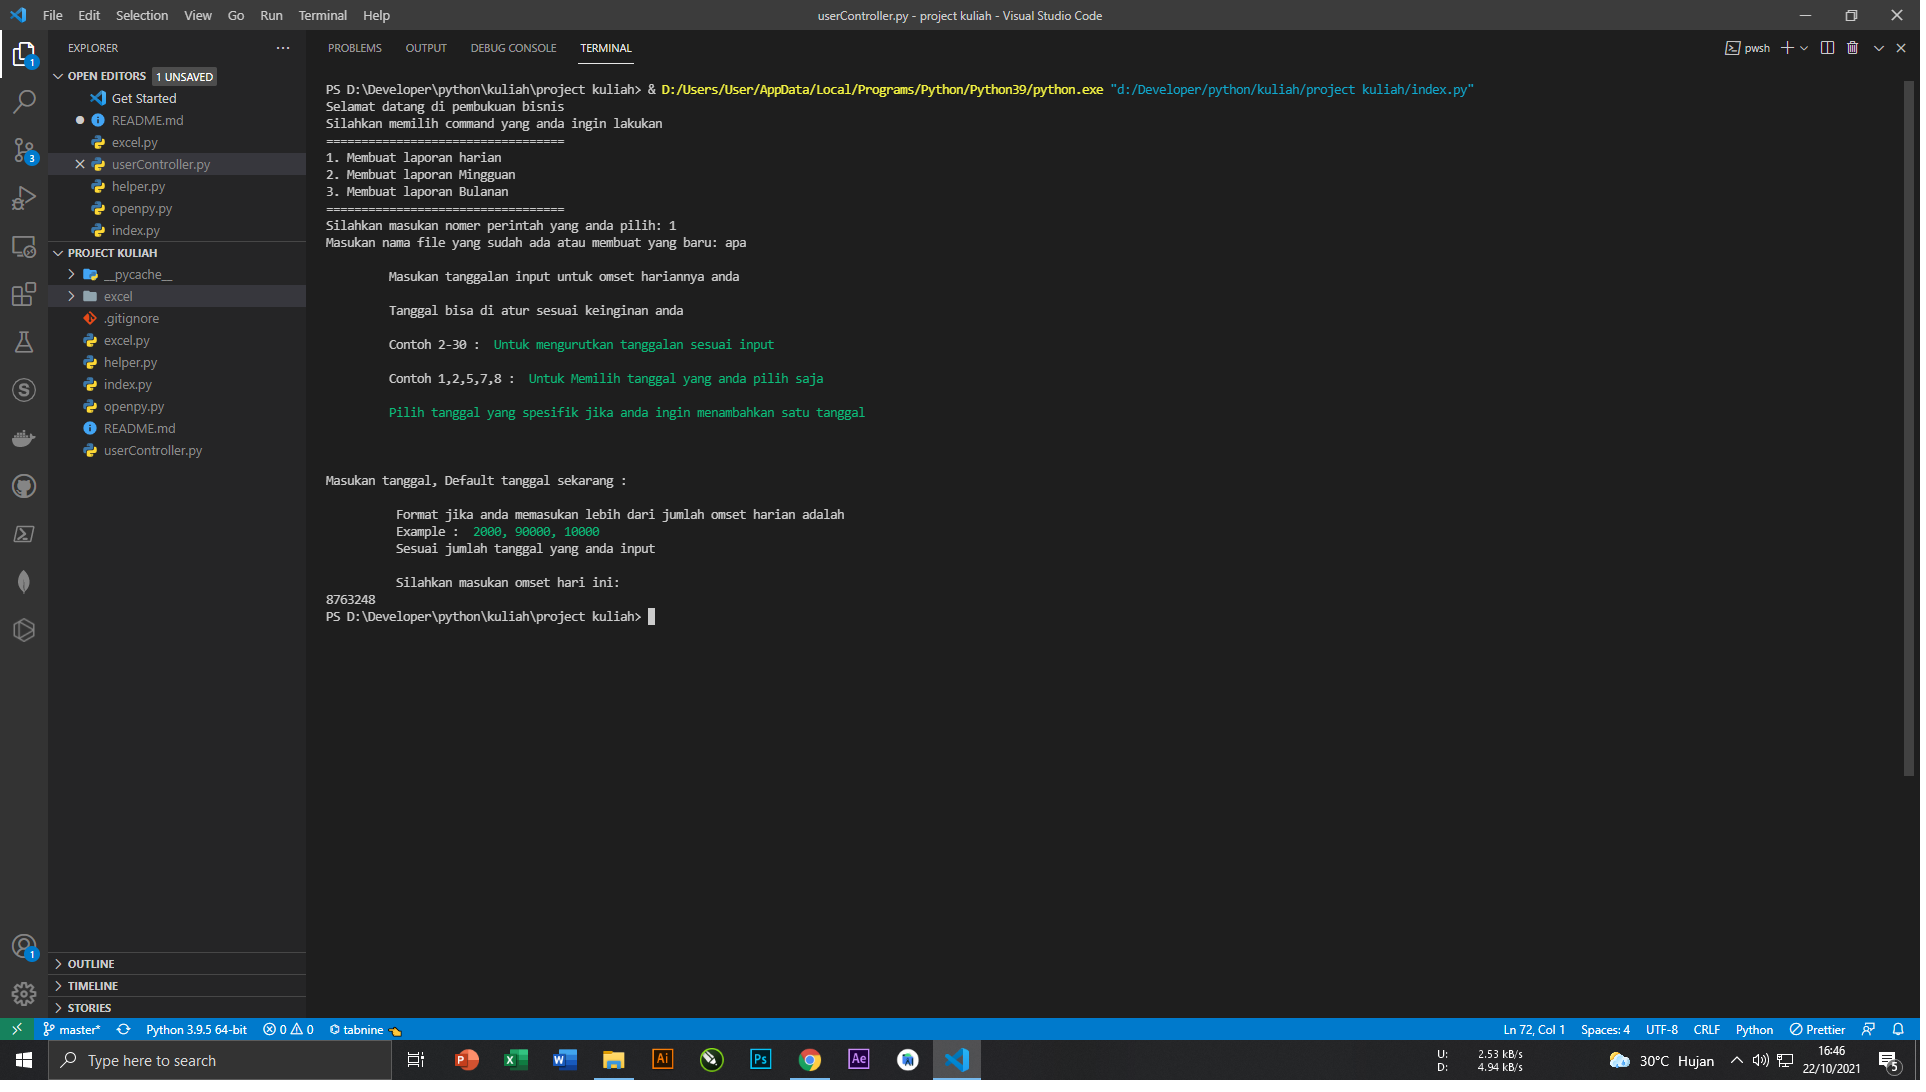 File Edit Selection View Go Run Terminal Help
userController.py - project kuliah - Visual Studio Code
EXPLORER
OPEN EDITORS 1 UNSAVED
Get Started
README.md
excel.py
userController.py
helper.py
openpy.py
index.py
PROJECT KULIAH
__pycache__
excel
.gitignore
excel.py
helper.py
index.py
openpy.py
README.md
userController.py
OUTLINE
TIMELINE
STORIES
1
3
1
PROBLEMS OUTPUT DEBUG CONSOLE TERMINAL
pwsh
PS D:\Developer\python\kuliah\project kuliah> & D:/Users/User/AppData/Local/Programs/Python/Python39/python.exe "d:/Developer/python/kuliah/project kuliah/index.py"
Selamat datang di pembukuan bisnis
Silahkan memilih command yang anda ingin lakukan
==================================
1. Membuat laporan harian
2. Membuat laporan Mingguan
3. Membuat laporan Bulanan
==================================
Silahkan masukan nomer perintah yang anda pilih: 1
Masukan nama file yang sudah ada atau membuat yang baru: apa
Masukan tanggalan input untuk omset hariannya anda
Tanggal bisa di atur sesuai keinginan anda
Contoh 2-30 : Untuk mengurutkan tanggalan sesuai input
Contoh 1,2,5,7,8 : Untuk Memilih tanggal yang anda pilih saja
Pilih tanggal yang spesifik jika anda ingin menambahkan satu tanggal
Masukan tanggal, Default tanggal sekarang :
Format jika anda memasukan lebih dari jumlah omset harian adalah
Example : 2000, 90000, 10000
Sesuai jumlah tanggal yang anda input
Silahkan masukan omset hari ini:
8763248
PS D:\Developer\python\kuliah\project kuliah>
master* Python 3.9.5 64-bit 0 0 tabnine
Ln 72, Col 1 Spaces: 4 UTF-8 CRLF Python Prettier
Type here to search
P X W Ai Ps Ae
U: 2.53 kB/s
D: 4.94 kB/s
30°C Hujan
16:46
22/10/2021
5